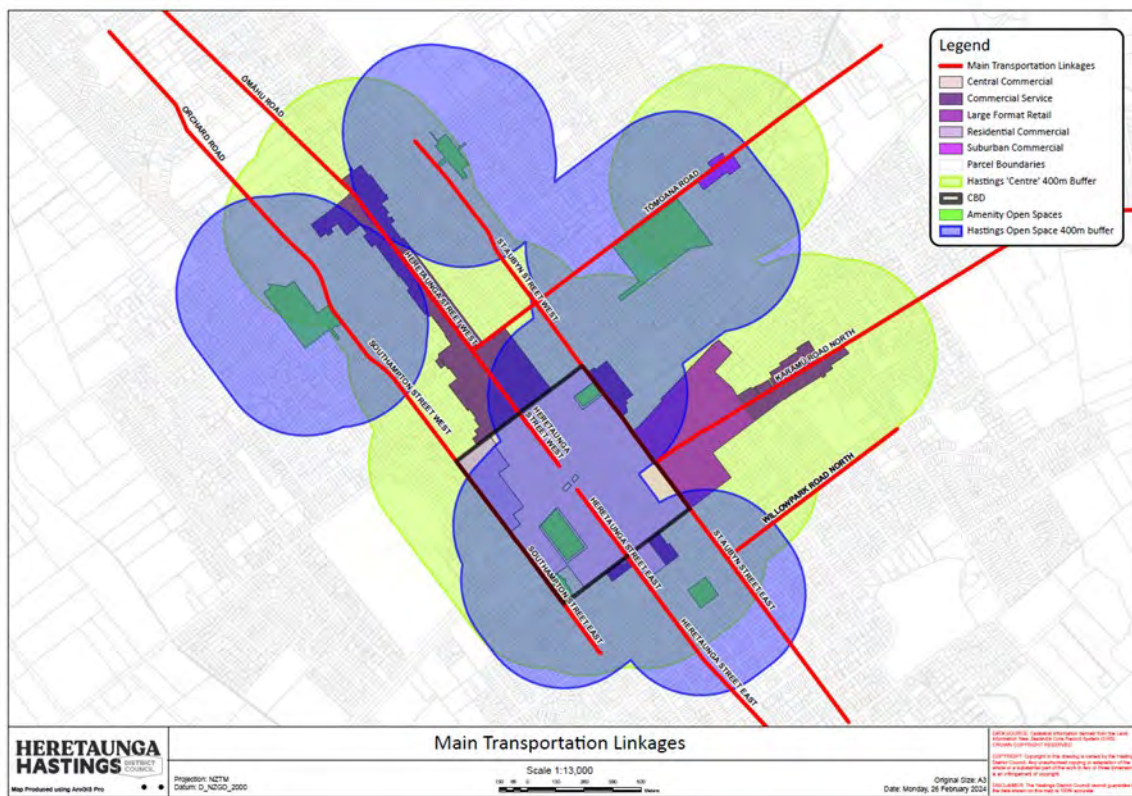 Legend
Main Transportation Linkages
Central Commercial
Commercial Service
Large Format Retail
Residential Commercial
Suburban Commercial
Parcel Boundaries
Hastings 'Centre' 400m Buffer
CBD
Amenity Open Spaces
Hastings Open Space 400m buffer
OMAHU ROAD
ORCHARD ROAD
TOMOANA ROAD
ST AUBYN STREET WEST
HERETAUNGA STREET WEST
SOUTHAMPTON STREET WEST
KARAMŪ ROAD NORTH
HERETAUNGA
STREET WEST
WILLOWPARK ROAD NORTH
HERETAUNGA STREET EAST
ST AUBYN STREET EAST
SOUTHAMPTON STREET EAST
HERETAUNGA STREET EAST
HERETAUNGA
HASTINGS
DISTRICT
COUNCIL
Map Produced using ArcGIS Pro
Projection: NZTM
Datum: D_NZGD_2000
Main Transportation Linkages
Scale 1:13,000
Meters
Original Size: A3
Date: Monday, 26 February 2024